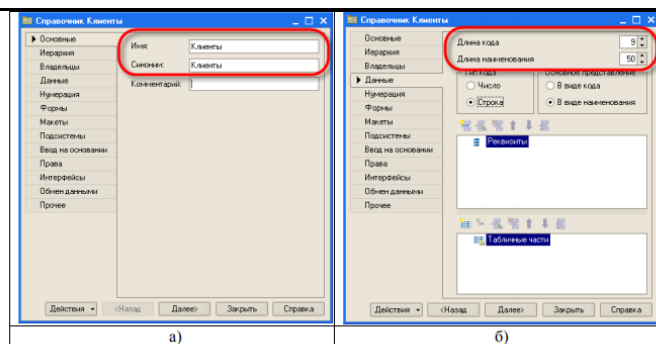 Справочник Клиенты
Основные
Иерархия
Владельцы
Данные
Нумерация
Формы
Макеты
Подсистемы
Ввод на основании
Права
Интерфейсы
Обмен данными
Прочее
Имя: Клиенты
Синоним: Клиенты
Комментарий:
Действия
<Назад
Далее>
Закрыть
Справка
а)
Справочник Клиенты
Основные
Иерархия
Владельцы
Данные
Нумерация
Формы
Макеты
Подсистемы
Ввод на основании
Права
Интерфейсы
Обмен данными
Прочее
Длина кода 9
Длина наименования 50
Тип кода
Число
Строка
Основное представление
В виде кода
В виде наименования
Реквизиты
Табличные части
Действия
<Назад
Далее>
Закрыть
Справка
б)